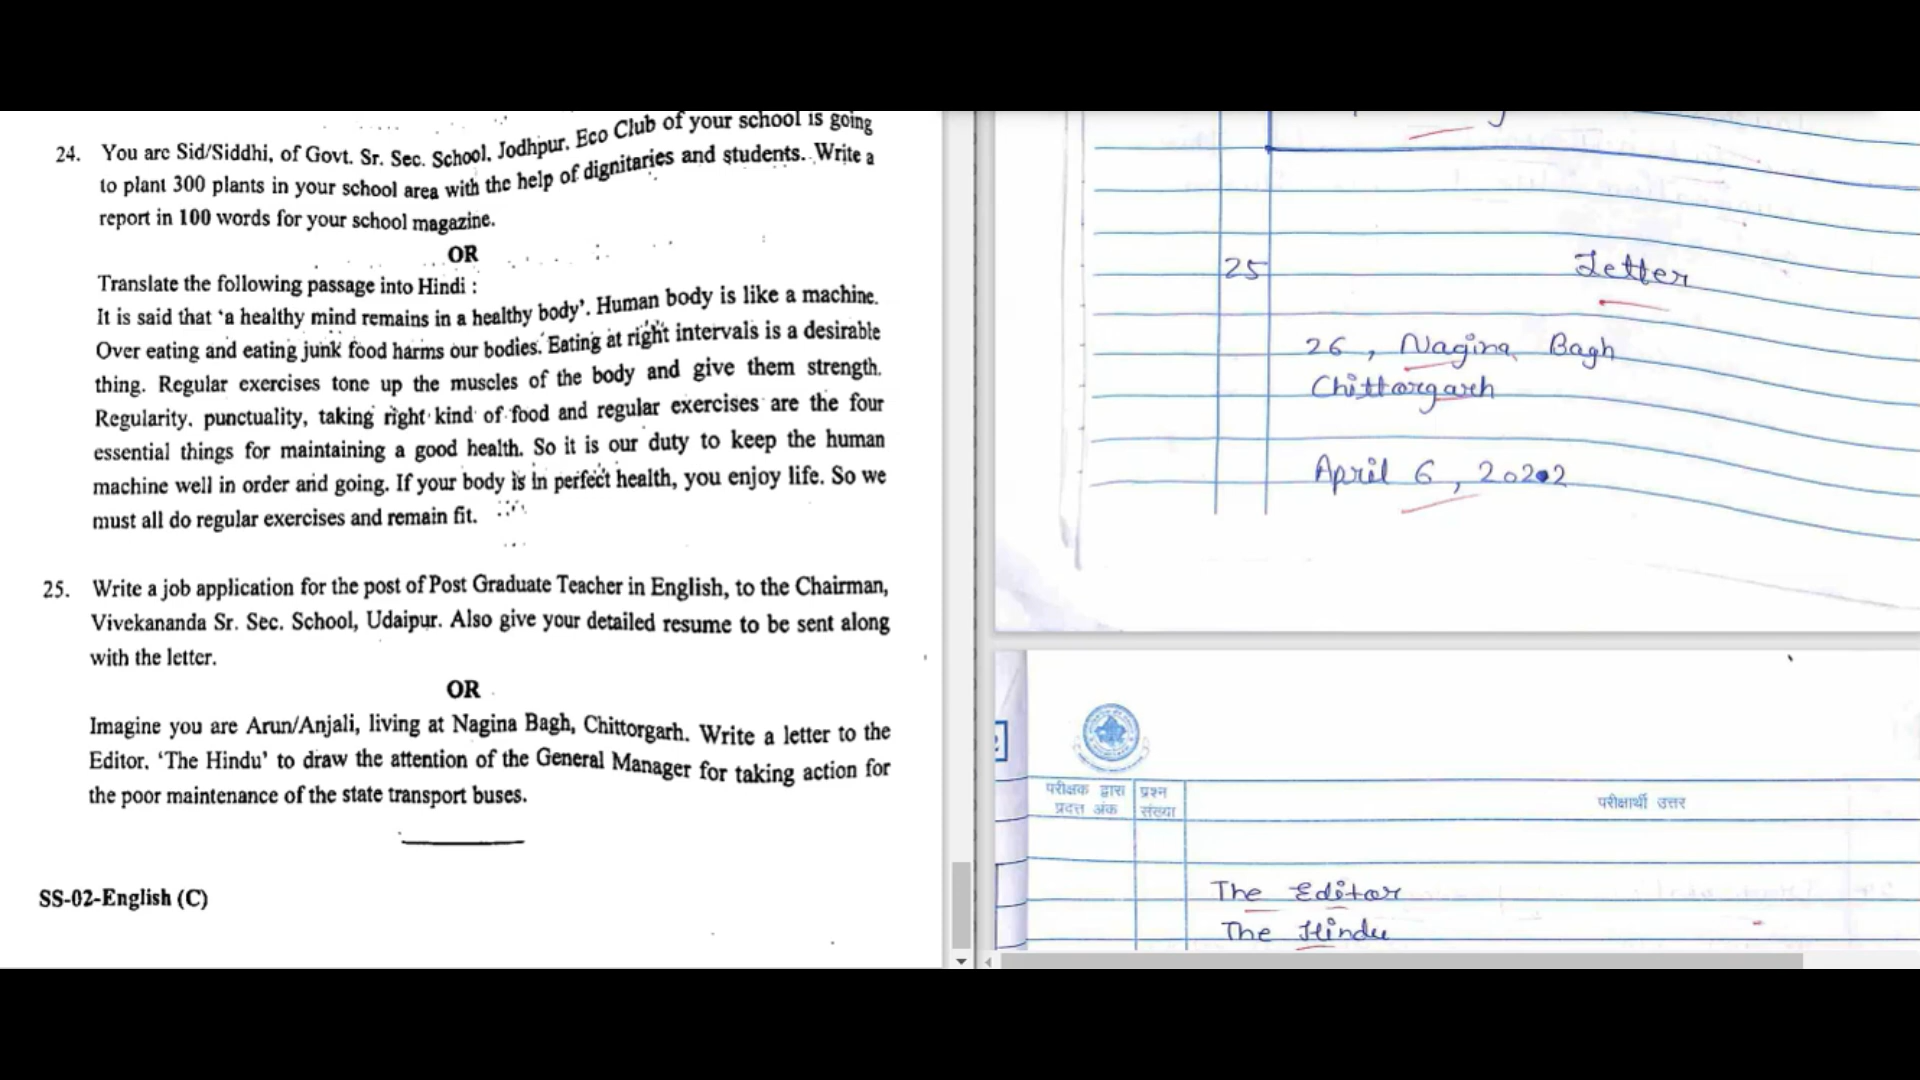 24. You are Sid/Siddhi, of Govt. Sr. Sec. School, Jodhpur. Eco Club of your school is going
to plant 300 plants in your school area with the help of dignitaries and students. Write a
report in 100 words for your school magazine.
OR
Translate the following passage into Hindi :
It is said that ‘a healthy mind remains in a healthy body’. Human body is like a machine.
Over eating and eating junk food harms our bodies. Eating at right intervals is a desirable
thing. Regular exercises tone up the muscles of the body and give them strength.
Regularity, punctuality, taking right kind of food and regular exercises are the four
essential things for maintaining a good health. So it is our duty to keep the human
machine well in order and going. If your body is in perfect health, you enjoy life. So we
must all do regular exercises and remain fit.
25. Write a job application for the post of Post Graduate Teacher in English, to the Chairman,
Vivekananda Sr. Sec. School, Udaipur. Also give your detailed resume to be sent along
with the letter.
OR
Imagine you are Arun/Anjali, living at Nagina Bagh, Chittorgarh. Write a letter to the
Editor, ‘The Hindu’ to draw the attention of the General Manager for taking action for
the poor maintenance of the state transport buses.
SS-02-English (C)
25 Letter
26, Nagina Bagh
Chittorgarh
April 6, 2022
परीक्षक द्वारा प्रदत्त अंक
प्रश्न संख्या
परीक्षार्थी उत्तर
The Editor
The Hindu